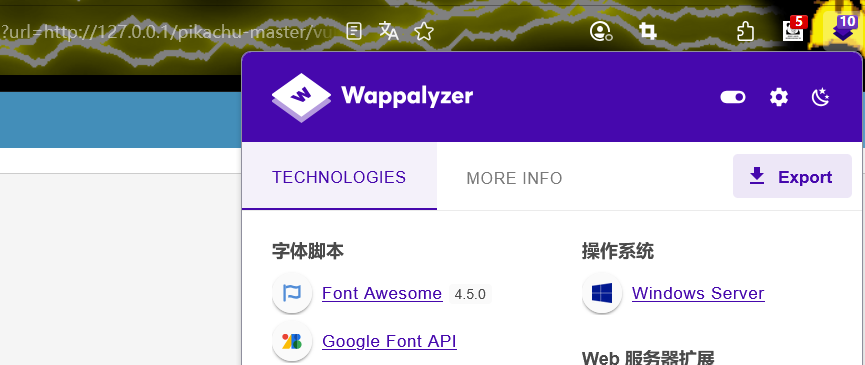 ?url=http://127.0.0.1/pikachu-master/vu
5
10
Wappalyzer
TECHNOLOGIES
MORE INFO
Export
字体脚本
操作系统
Font Awesome 4.5.0
Windows Server
Google Font API
Web 服务器扩展